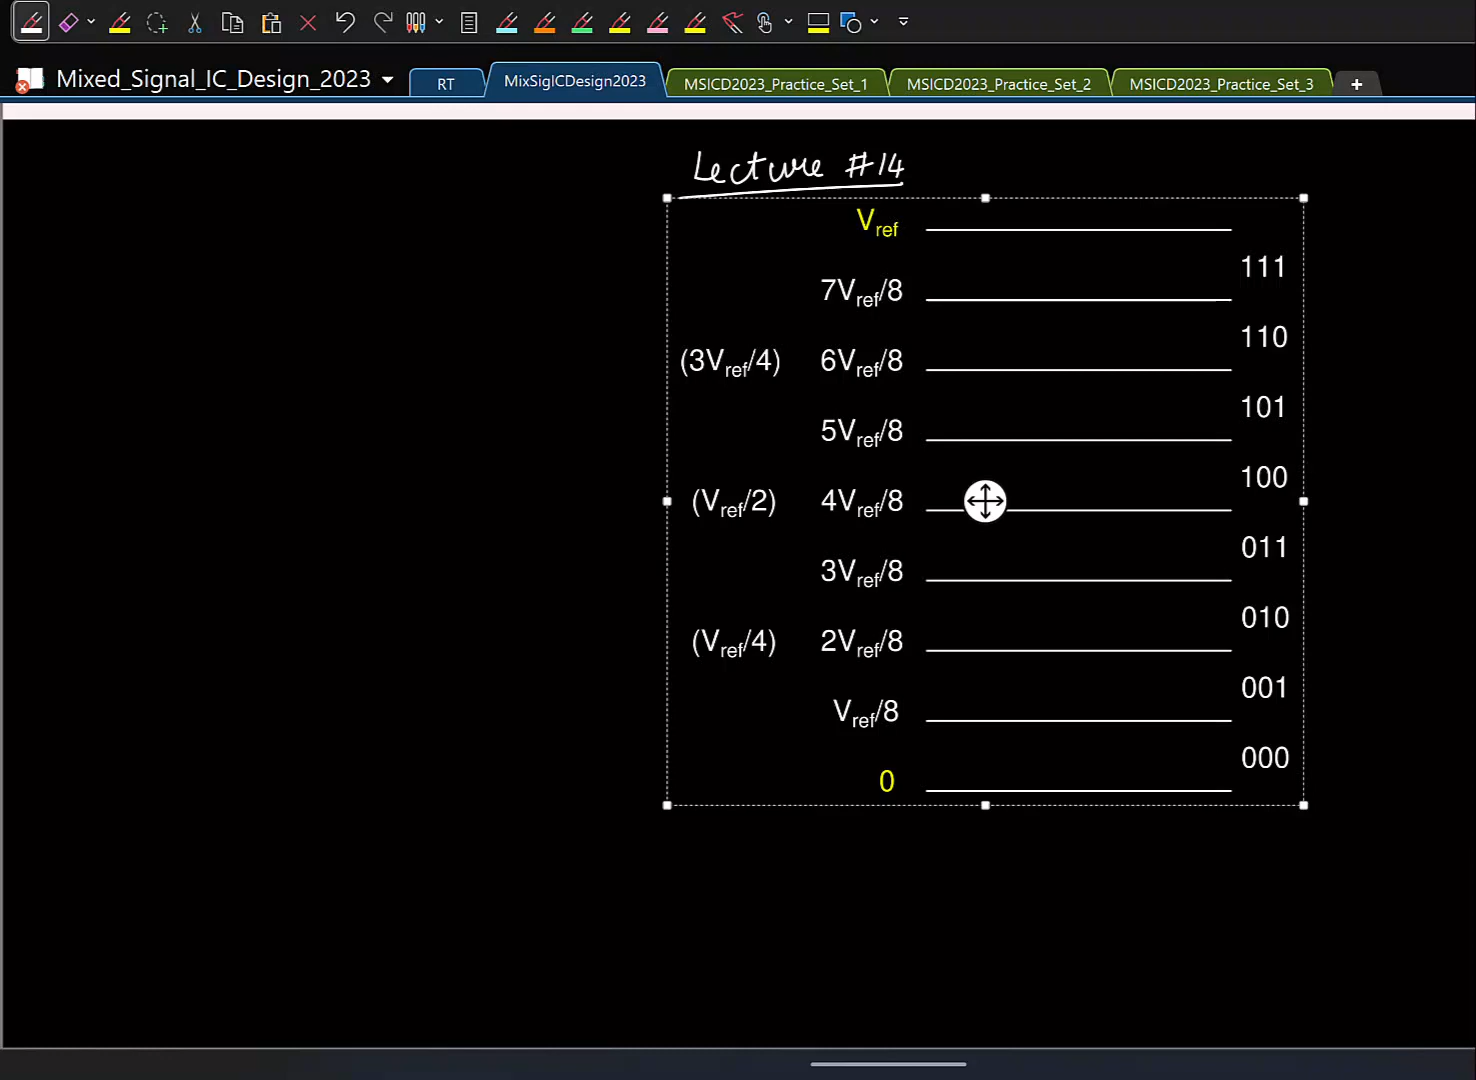 Mixed_Signal_IC_Design_2023 RT MixSigICDesign2023 MSICD2023_Practice_Set_1 MSICD2023_Practice_Set_2 MSICD2023_Practice_Set_3 +
Lecture #14
Vref
111
7Vref/8
110
(3Vref/4) 6Vref/8
101
5Vref/8
100
(Vref/2) 4Vref/8
011
3Vref/8
010
(Vref/4) 2Vref/8
001
Vref/8
000
0